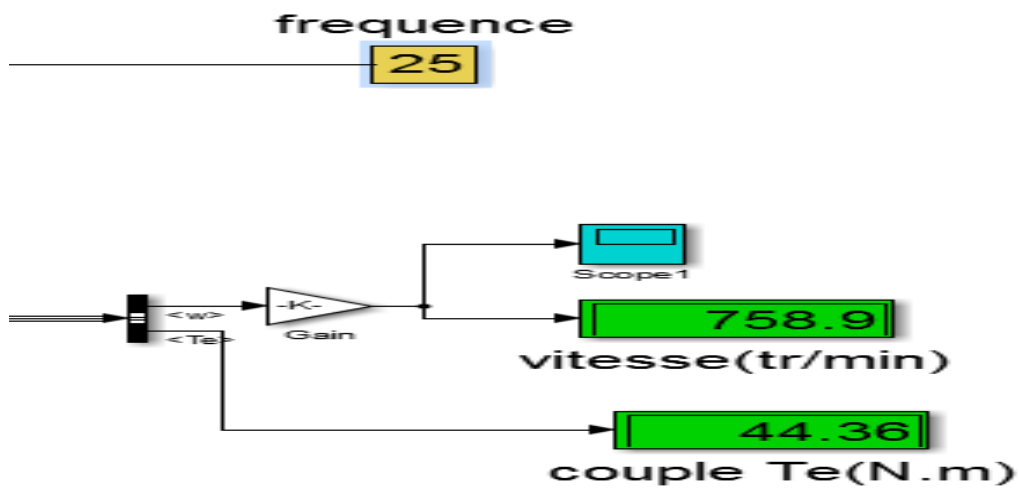 frequence
25
Scope1
<w>
-K-
Gain
758.9
vitesse(tr/min)
<Te>
44.36
couple Te(N.m)